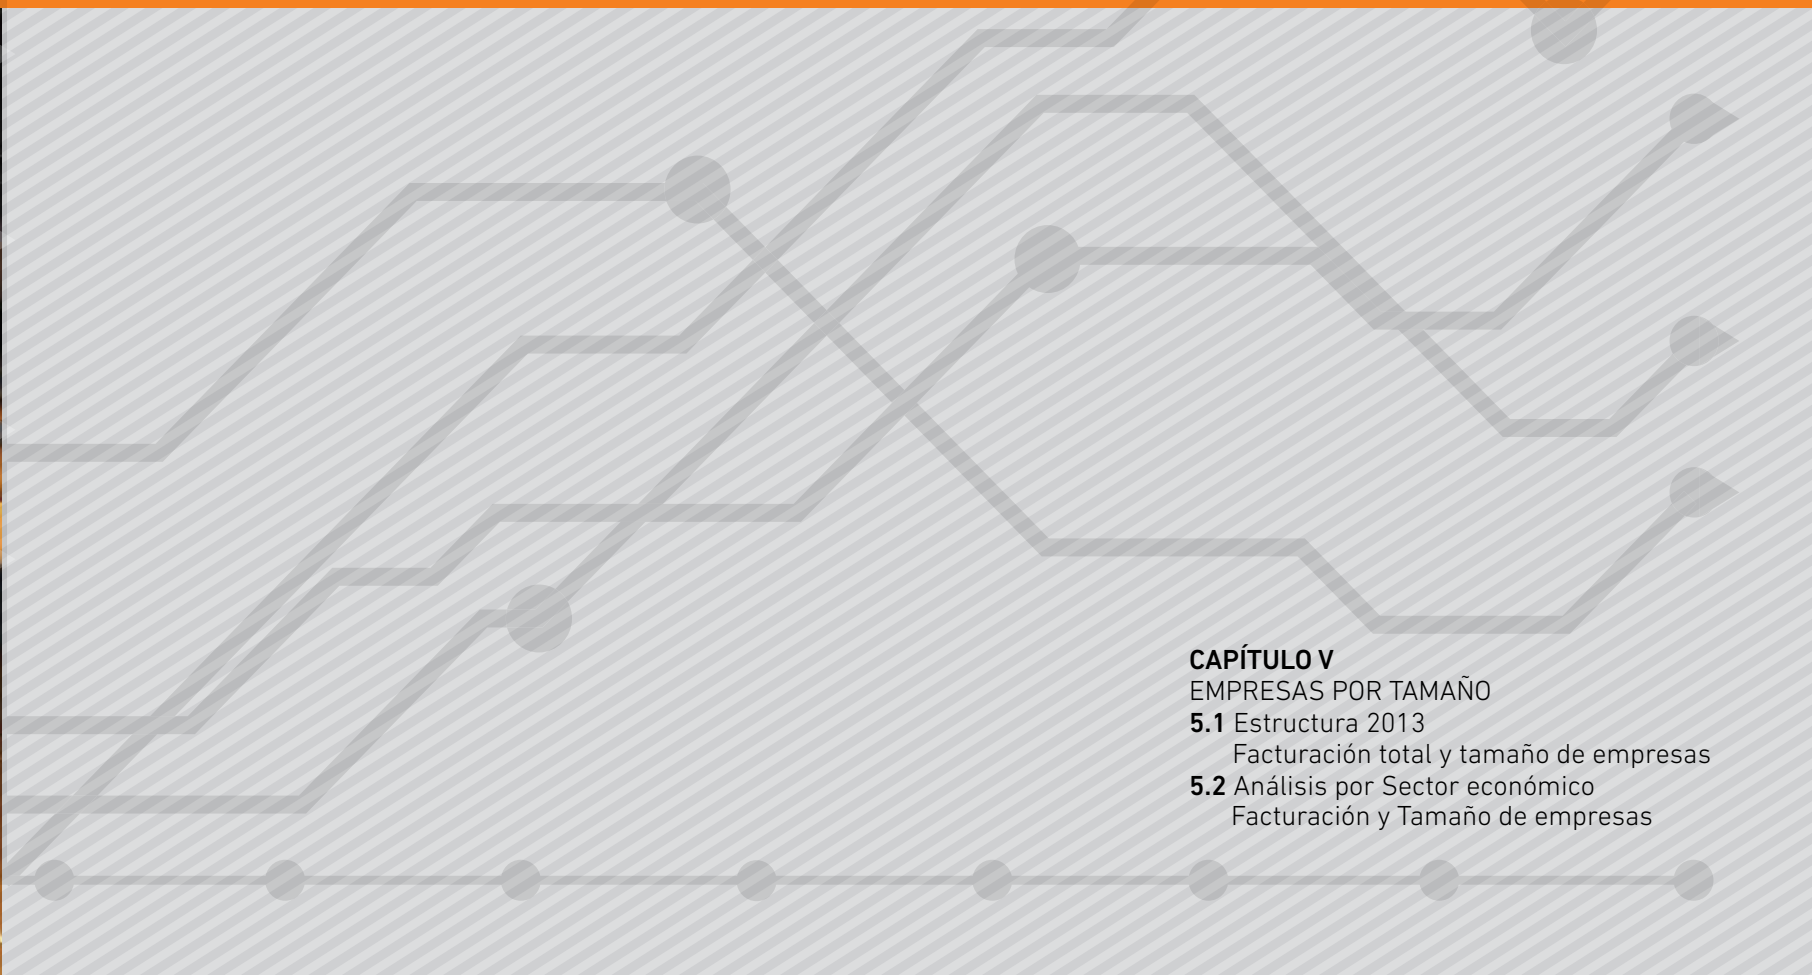 CAPÍTULO V
EMPRESAS POR TAMAÑO
5.1 Estructura 2013
Facturación total y tamaño de empresas
5.2 Análisis por Sector económico
Facturación y Tamaño de empresas